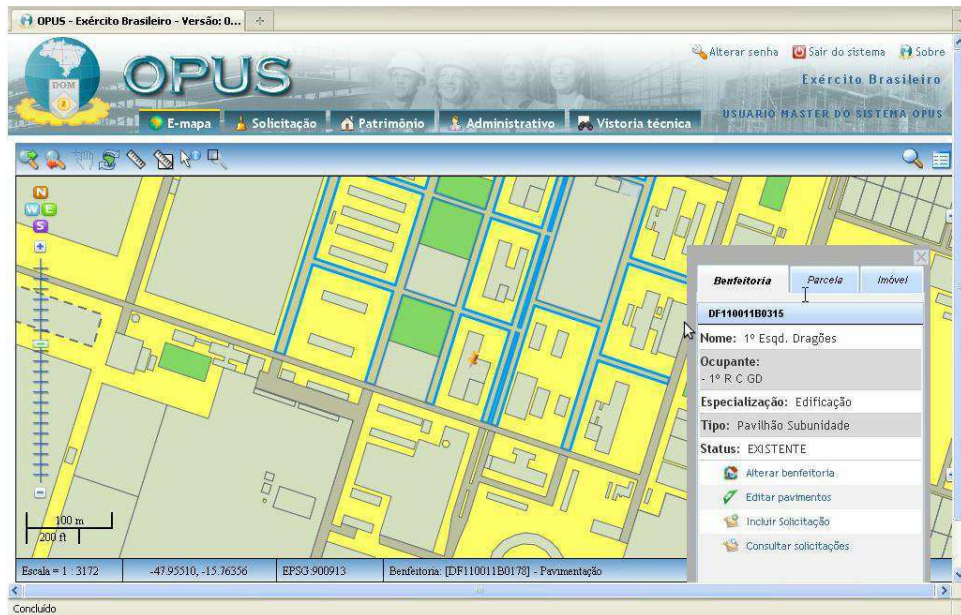 OPUS - Exército Brasileiro - Versão: 0...
Alterar senha Sair do sistema Sobre
DOM
OPUS
Exército Brasileiro
USUARIO MASTER DO SISTEMA OPUS
E-mapa Solicitação Patrimônio Administrativo Vistoria técnica
N
W E
S
Benfeitoria Parcela Imóvel
DF110011B0315
Nome: 1º Esqd. Dragões
Ocupante:
- 1º R C GD
Especialização: Edificação
Tipo: Pavilhão Subunidade
Status: EXISTENTE
Alterar benfeitoria
Editar pavimentos
Incluir Solicitação
Consultar solicitações
100 m
200 ft
Escala = 1 : 3172 -47.95510, -15.76356 EPSG:900913 Benfeitoria: [DF110011B0178] - Pavimentação
Concluído